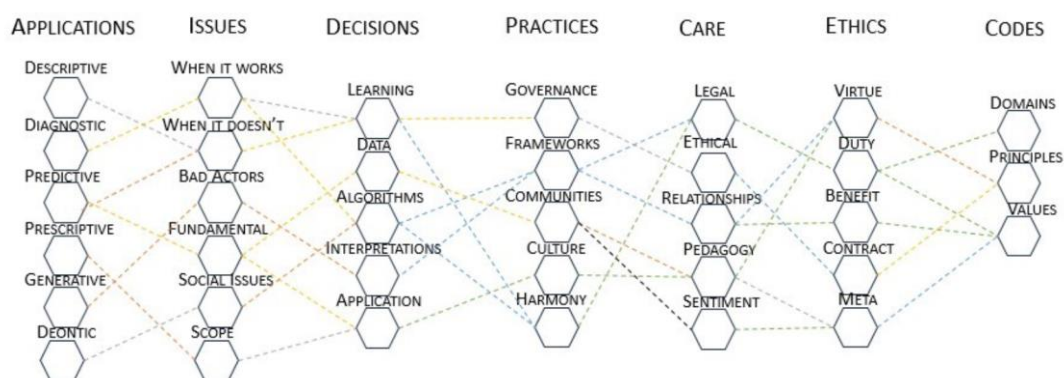 APPLICATIONS ISSUES DECISIONS PRACTICES CARE ETHICS CODES
DESCRIPTIVE
DIAGNOSTIC
PREDICTIVE
PRESCRIPTIVE
GENERATIVE
DEONTIC
WHEN IT WORKS
WHEN IT DOESN'T
BAD ACTORS
FUNDAMENTAL
SOCIAL ISSUES
SCOPE
LEARNING
DATA
ALGORITHMS
INTERPRETATIONS
APPLICATION
GOVERNANCE
FRAMEWORKS
COMMUNITIES
CULTURE
HARMONY
LEGAL
ETHICAL
RELATIONSHIPS
PEDAGOGY
SENTIMENT
VIRTUE
DUTY
BENEFIT
CONTRACT
META
DOMAINS
PRINCIPLES
VALUES